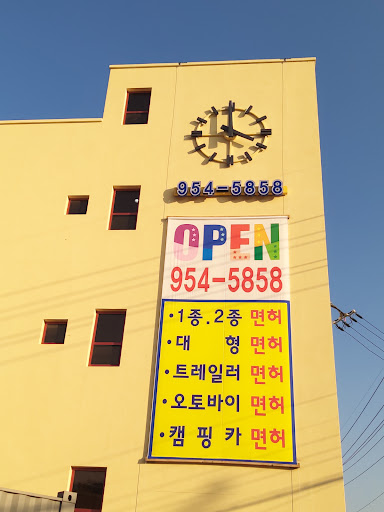 954-5858
OPEN
954-5858
·1종.2종 면허
·대 형 면허
·트레일러 면허
·오토바이 면허
·캠핑카 면허